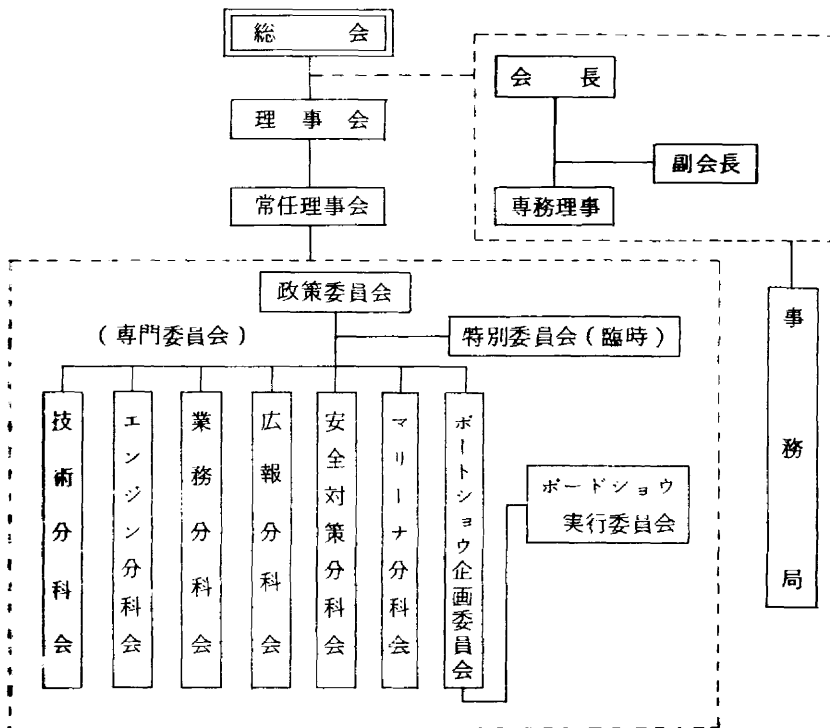 総会
会長
理事会
副会長
常任理事会
専務理事
政策委員会
(専門委員会)
特別委員会(臨時)
事務局
技術分科会
エンジン分科会
業務分科会
広報分科会
安全対策分科会
マリーナ分科会
ボートショウ企画委員会
ボードショウ
実行委員会